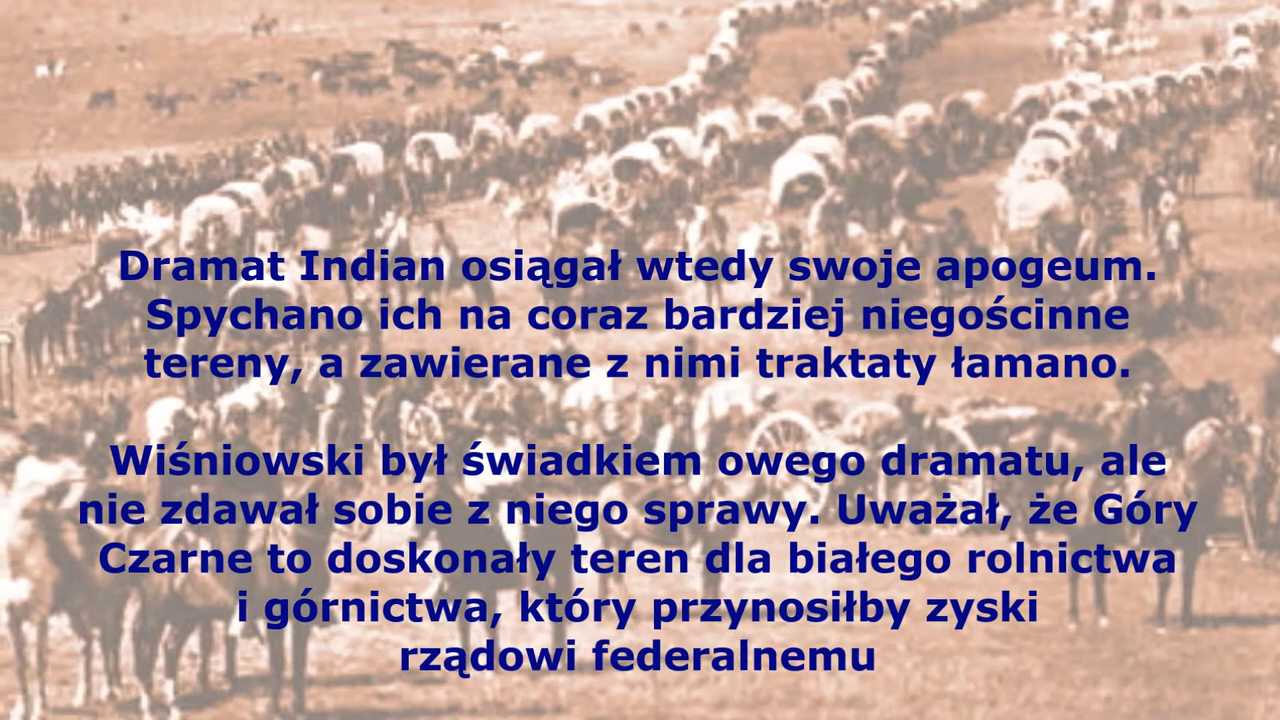 Dramat Indian osiągał wtedy swoje apogeum.
Spychano ich na coraz bardziej niegościnne
tereny, a zawierane z nimi traktaty łamano.
Wiśniowski był świadkiem owego dramatu, ale
nie zdawał sobie z niego sprawy. Uważał, że Góry
Czarne to doskonały teren dla białego rolnictwa
i górnictwa, który przynosiłby zyski
rządowi federalnemu